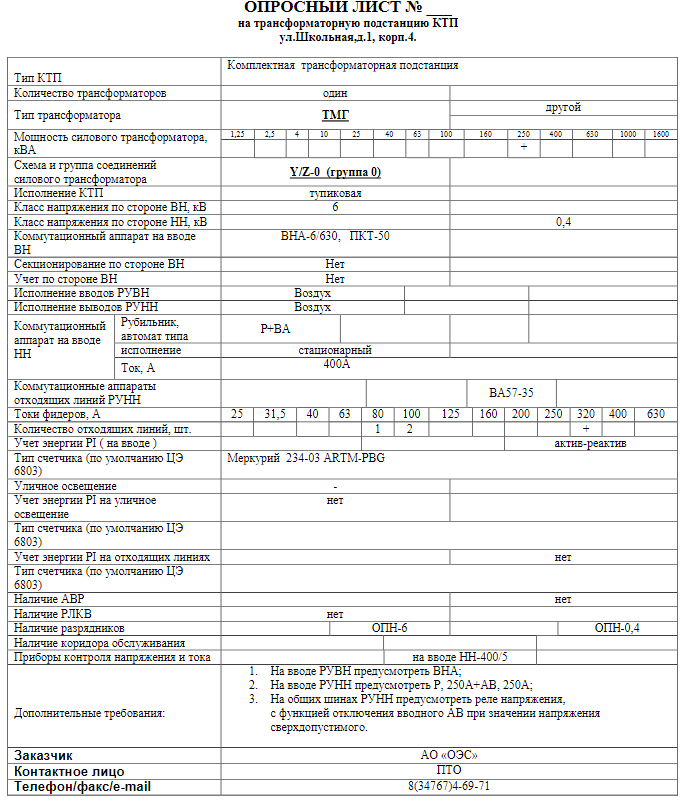 ОПРОСНЫЙ ЛИСТ № ___
на трансформаторную подстанцию КТП
ул.Школьная,д.1, корп.4.
Тип КТП Комплектная трансформаторная подстанция
Количество трансформаторов один
Тип трансформатора ТМГ другой
Мощность силового трансформатора, кВА 1,25 2,5 4 10 25 40 63 100 160 250 400 630 1000 1600
+
Схема и группа соединений
силового трансформатора Y/Z-0 (группа 0)
Исполнение КТП тупиковая
Класс напряжения по стороне ВН, кВ 6
Класс напряжения по стороне НН, кВ 0,4
Коммутационный аппарат на вводе
ВН ВНА-6/630, ПКТ-50
Секционирование по стороне ВН Нет
Учет по стороне ВН Нет
Исполнение вводов РУВН Воздух
Исполнение выводов РУНН Воздух
Коммутационный
аппарат на вводе
НН
Рубильник,
автомат типа Р+ВА
исполнение стационарный
Ток, А 400А
Коммутационные аппараты
отходящих линий РУНН ВА57-35
Токи фидеров, А 25 31,5 40 63 80 100 125 160 200 250 320 400 630
Количество отходящих линий, шт. 1 2 +
Учет энергии PI ( на вводе ) актив-реактив
Тип счетчика (по умолчанию ЦЭ
6803) Меркурий 234-03 ARTM-PBG
Уличное освещение -
Учет энергии PI на уличное
освещение нет
Тип счетчика (по умолчанию ЦЭ
6803)
Учет энергии PI на отходящих линиях нет
Тип счетчика (по умолчанию ЦЭ
6803)
Наличие АВР нет
Наличие РЛКВ нет
Наличие разрядников ОПН-6 ОПН-0,4
Наличие коридора обслуживания
Приборы контроля напряжения и тока на вводе НН-400/5
Дополнительные требования:
1. На вводе РУВН предусмотреть ВНА;
2. На вводе РУНН предусмотреть Р, 250А+АВ, 250А;
3. На общих шинах РУНН предусмотреть реле напряжения,
с функцией отключения вводного АВ при значении напряжения
сверхдопустимого.
Заказчик АО «ОЭС»
Контактное лицо ПТО
Телефон/факс/e-mail 8(34767)4-69-71